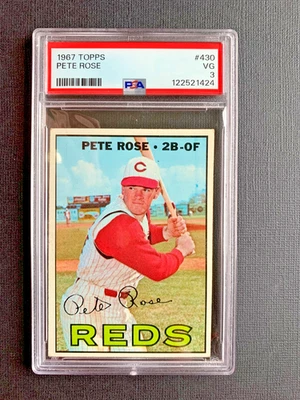 1967 TOPPS #430
PETE ROSE VG
3
PSA 122521424
PETE ROSE • 2B-OF
C
Pete Rose
REDS